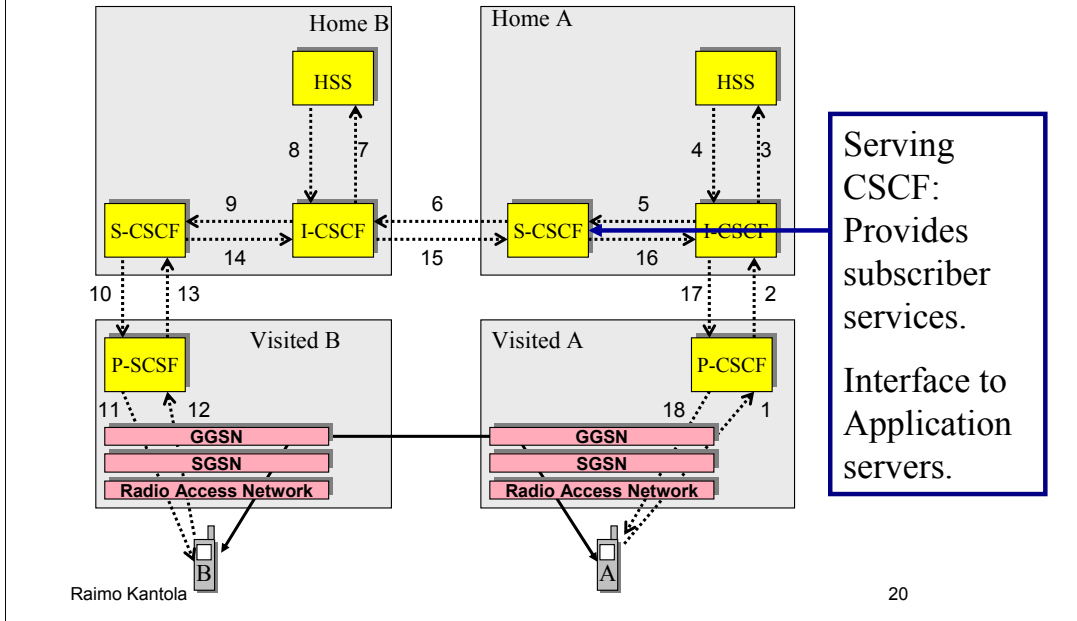 Home B
Home A
HSS
HSS
8
7
4
3
9
6
5
S-CSCF
I-CSCF
S-CSCF
I-CSCF
14
15
16
10
13
17
2
Visited B
Visited A
P-SCSF
P-CSCF
11
12
18
1
GGSN
GGSN
SGSN
SGSN
Radio Access Network
Radio Access Network
B
A
Serving
CSCF:
Provides
subscriber
services.
Interface to
Application
servers.
Raimo Kantola
20